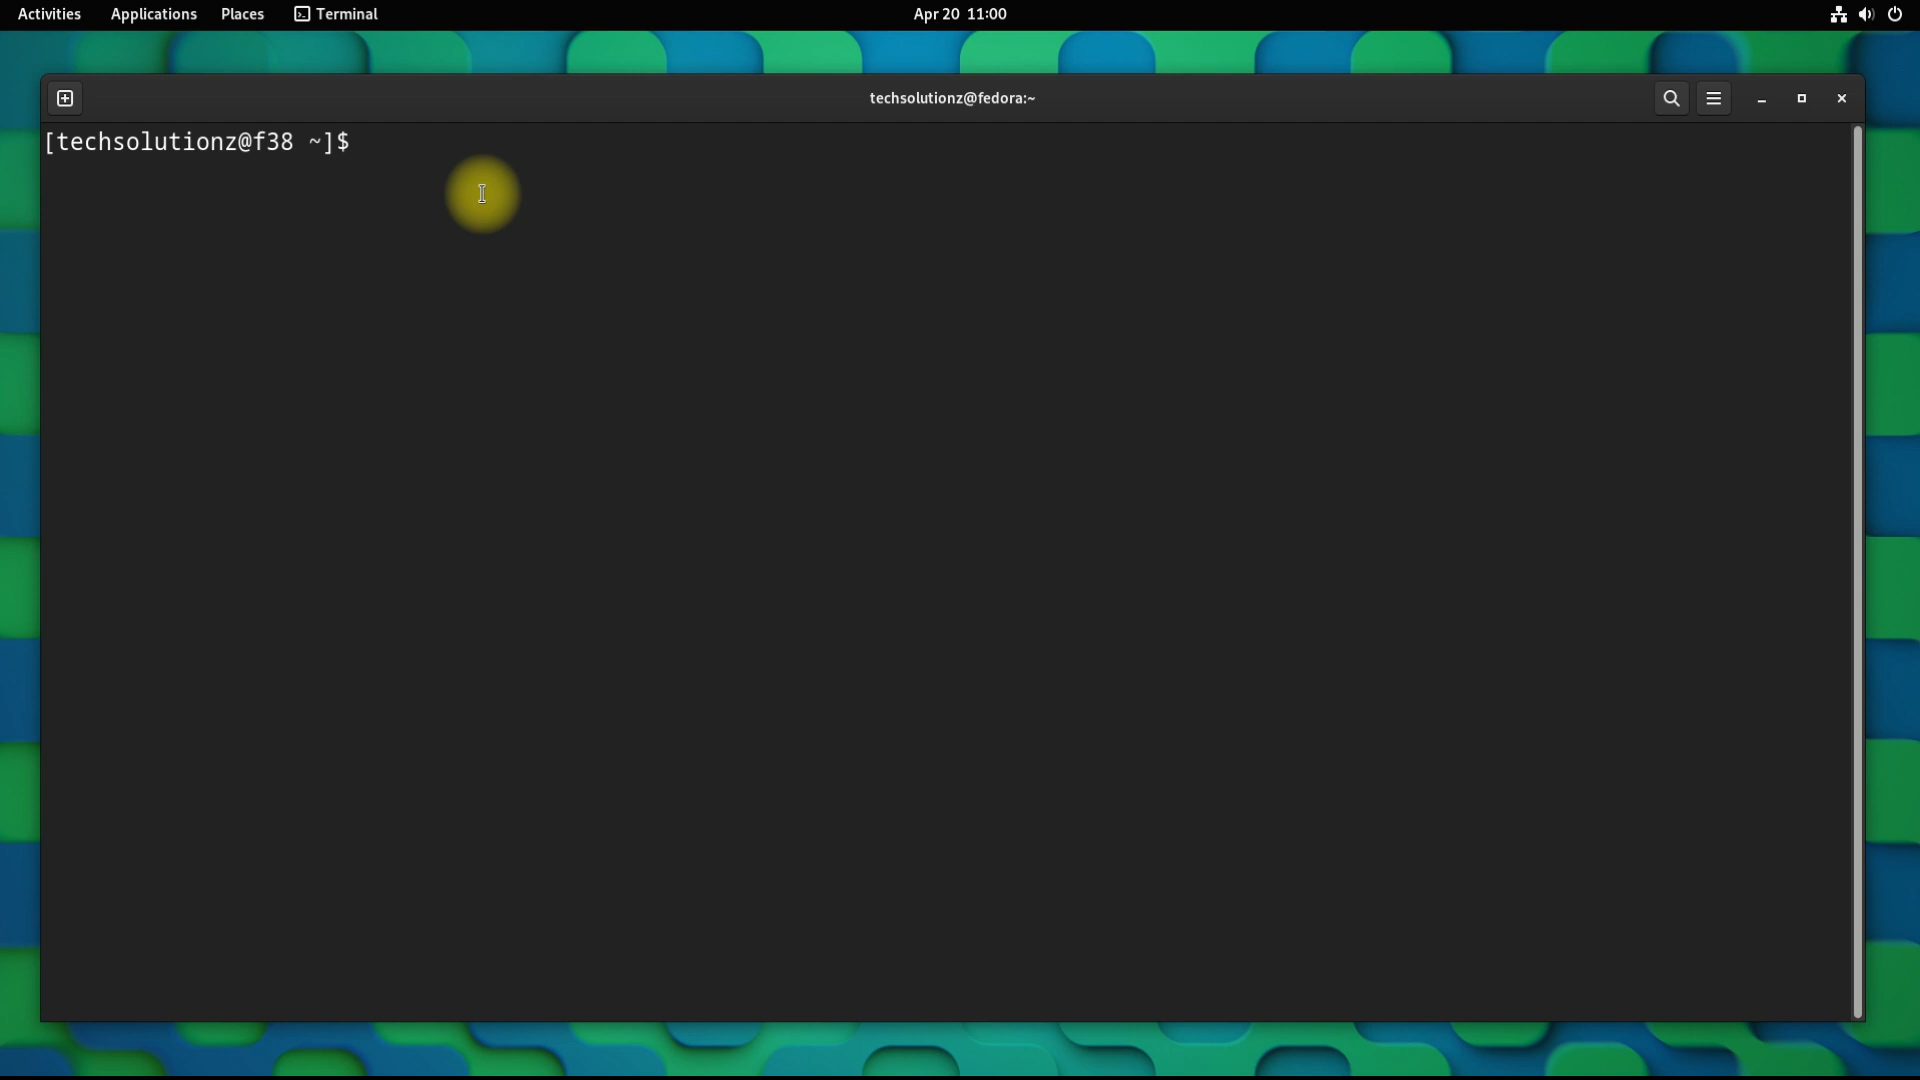 Activities Applications Places Terminal Apr 20 11:00
techsolutionz@fedora:~
[techsolutionz@f38 ~]$